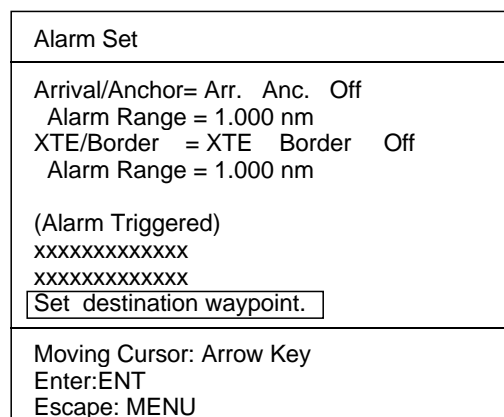 Alarm Set
Arrival/Anchor= Arr. Anc. Off
Alarm Range = 1.000 nm
XTE/Border = XTE Border Off
Alarm Range = 1.000 nm
(Alarm Triggered)
xxxxxxxxxxxxx
xxxxxxxxxxxxx
Set destination waypoint.
Moving Cursor: Arrow Key
Enter:ENT
Escape: MENU